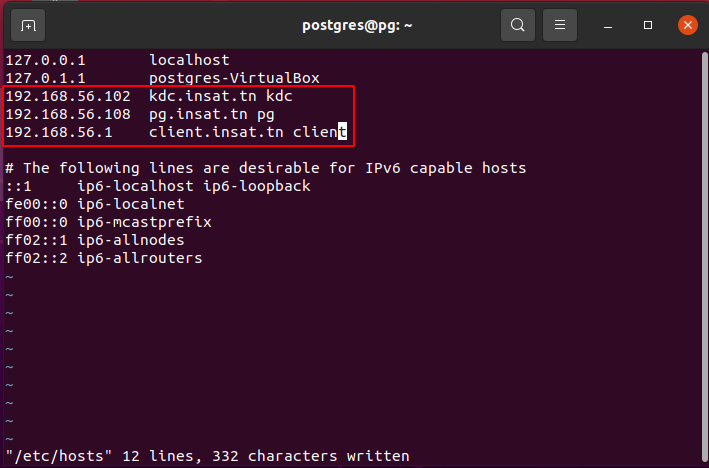 postgres@pg: ~
127.0.0.1       localhost
127.0.1.1       postgres-VirtualBox
192.168.56.102  kdc.insat.tn kdc
192.168.56.108  pg.insat.tn pg
192.168.56.1    client.insat.tn client
# The following lines are desirable for IPv6 capable hosts
::1     ip6-localhost ip6-loopback
fe00::0 ip6-localnet
ff00::0 ip6-mcastprefix
ff02::1 ip6-allnodes
ff02::2 ip6-allrouters
~
~
~
~
~
~
~
~
~
~
"/etc/hosts" 12 lines, 332 characters written